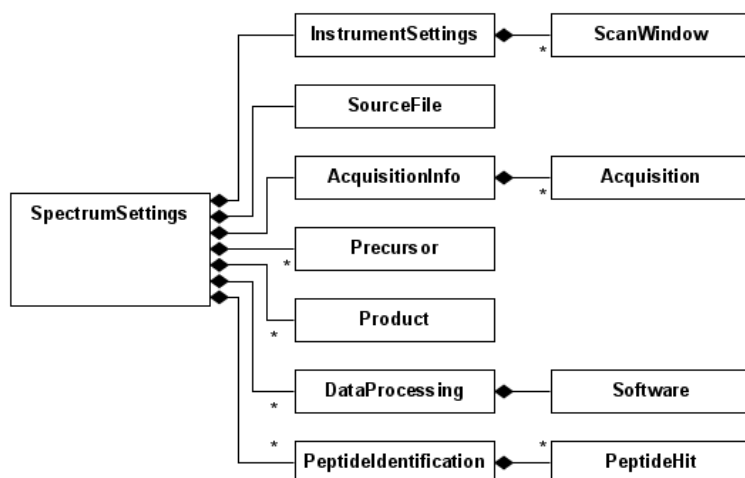 InstrumentSettings
ScanWindow
*
SourceFile
AcquisitionInfo
Acquisition
*
SpectrumSettings
Precursor
*
Product
*
DataProcessing
Software
*
*
*
PeptideIdentification
PeptideHit